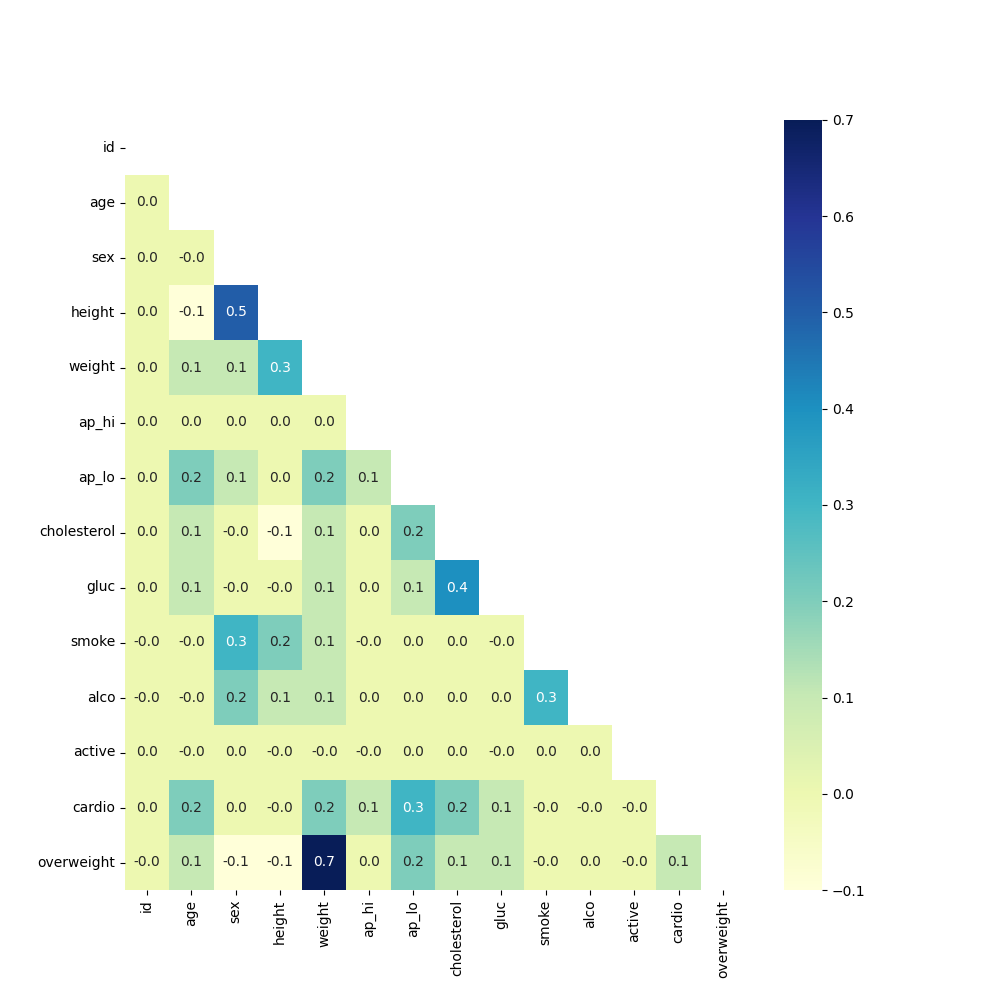 id
age 0.0
sex 0.0 -0.0
height 0.0 -0.1 0.5
weight 0.0 0.1 0.1 0.3
ap_hi 0.0 0.0 0.0 0.0 0.0
ap_lo 0.0 0.2 0.1 0.0 0.2 0.1
cholesterol 0.0 0.1 -0.0 -0.1 0.1 0.0 0.2
gluc 0.0 0.1 -0.0 -0.0 0.1 0.0 0.1 0.4
smoke -0.0 -0.0 0.3 0.2 0.1 -0.0 0.0 0.0 -0.0
alco -0.0 -0.0 0.2 0.1 0.1 0.0 0.0 0.0 0.0 0.3
active 0.0 -0.0 0.0 -0.0 -0.0 -0.0 0.0 0.0 -0.0 0.0 0.0
cardio 0.0 0.2 0.0 -0.0 0.2 0.1 0.3 0.2 0.1 -0.0 -0.0 -0.0
overweight -0.0 0.1 -0.1 -0.1 0.7 0.0 0.2 0.1 0.1 -0.0 0.0 -0.0 0.1
id age sex height weight ap_hi ap_lo cholesterol gluc smoke alco active cardio overweight
0.7
0.6
0.5
0.4
0.3
0.2
0.1
0.0
−0.1